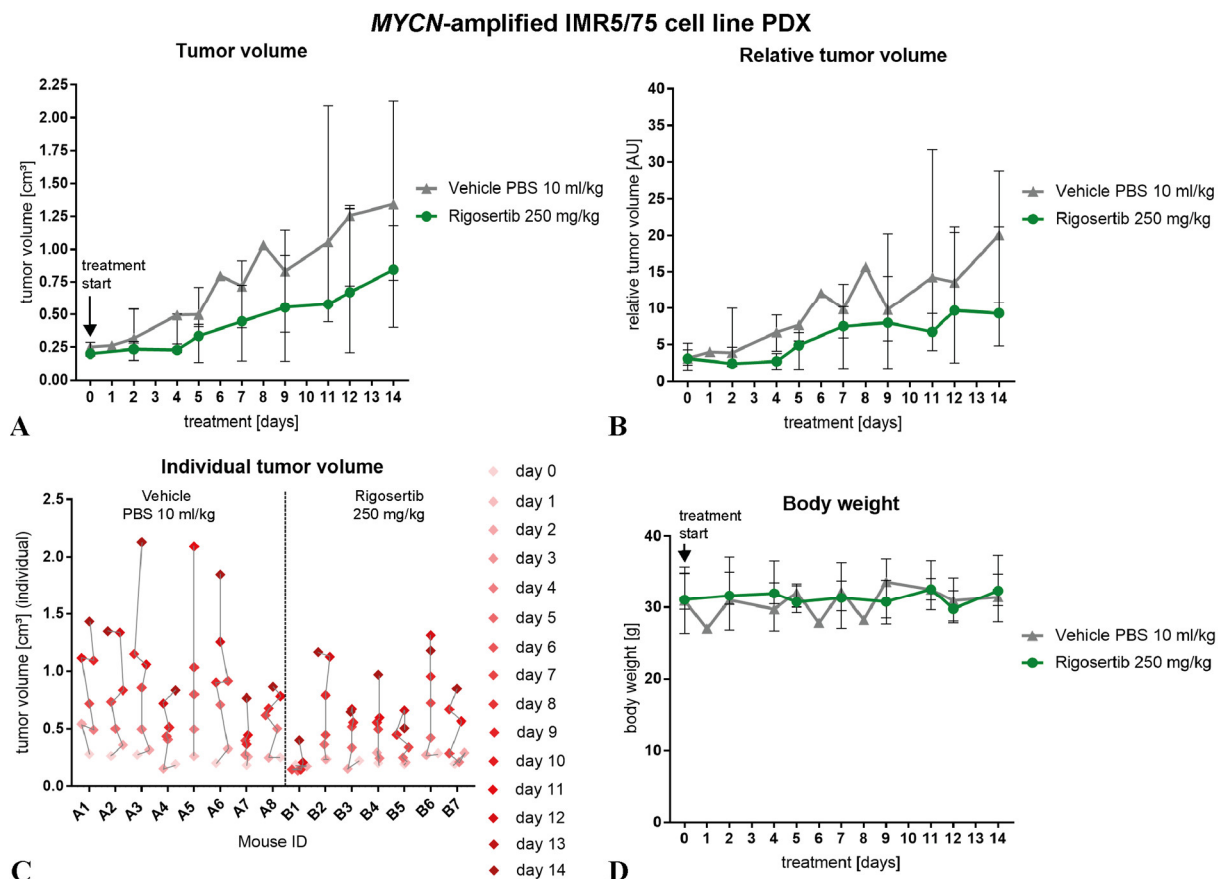 MYCN-amplified IMR5/75 cell line PDX
Tumor volume
2.25
2.00
1.75
1.50
1.25
1.00
0.75
0.50
0.25
0.00
tumor volume [cm³]
treatment
start
0 1 2 3 4 5 6 7 8 9 10 11 12 13 14
treatment [days]
Vehicle PBS 10 ml/kg
Rigosertib 250 mg/kg
A
Relative tumor volume
40
35
30
25
20
15
10
5
0
relative tumor volume [AU]
0 1 2 3 4 5 6 7 8 9 10 11 12 13 14
treatment [days]
Vehicle PBS 10 ml/kg
Rigosertib 250 mg/kg
B
Individual tumor volume
Vehicle
PBS 10 ml/kg
Rigosertib
250 mg/kg
2.5
2.0
1.5
1.0
0.5
0.0
tumor volume [cm³] (individual)
A1 A2 A3 A4 A5 A6 A7 A8 B1 B2 B3 B4 B5 B6 B7
Mouse ID
day 0
day 1
day 2
day 3
day 4
day 5
day 6
day 7
day 8
day 9
day 10
day 11
day 12
day 13
day 14
C
Body weight
treatment
start
40
30
20
10
0
body weight [g]
0 1 2 3 4 5 6 7 8 9 10 11 12 13 14
treatment [days]
Vehicle PBS 10 ml/kg
Rigosertib 250 mg/kg
D